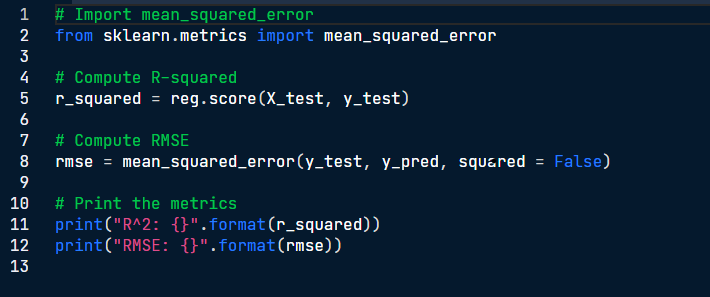 1 # Import mean_squared_error
2 from sklearn.metrics import mean_squared_error
3
4 # Compute R-squared
5 r_squared = reg.score(X_test, y_test)
6
7 # Compute RMSE
8 rmse = mean_squared_error(y_test, y_pred, squared = False)
9
10 # Print the metrics
11 print("R^2: {}".format(r_squared))
12 print("RMSE: {}".format(rmse))
13